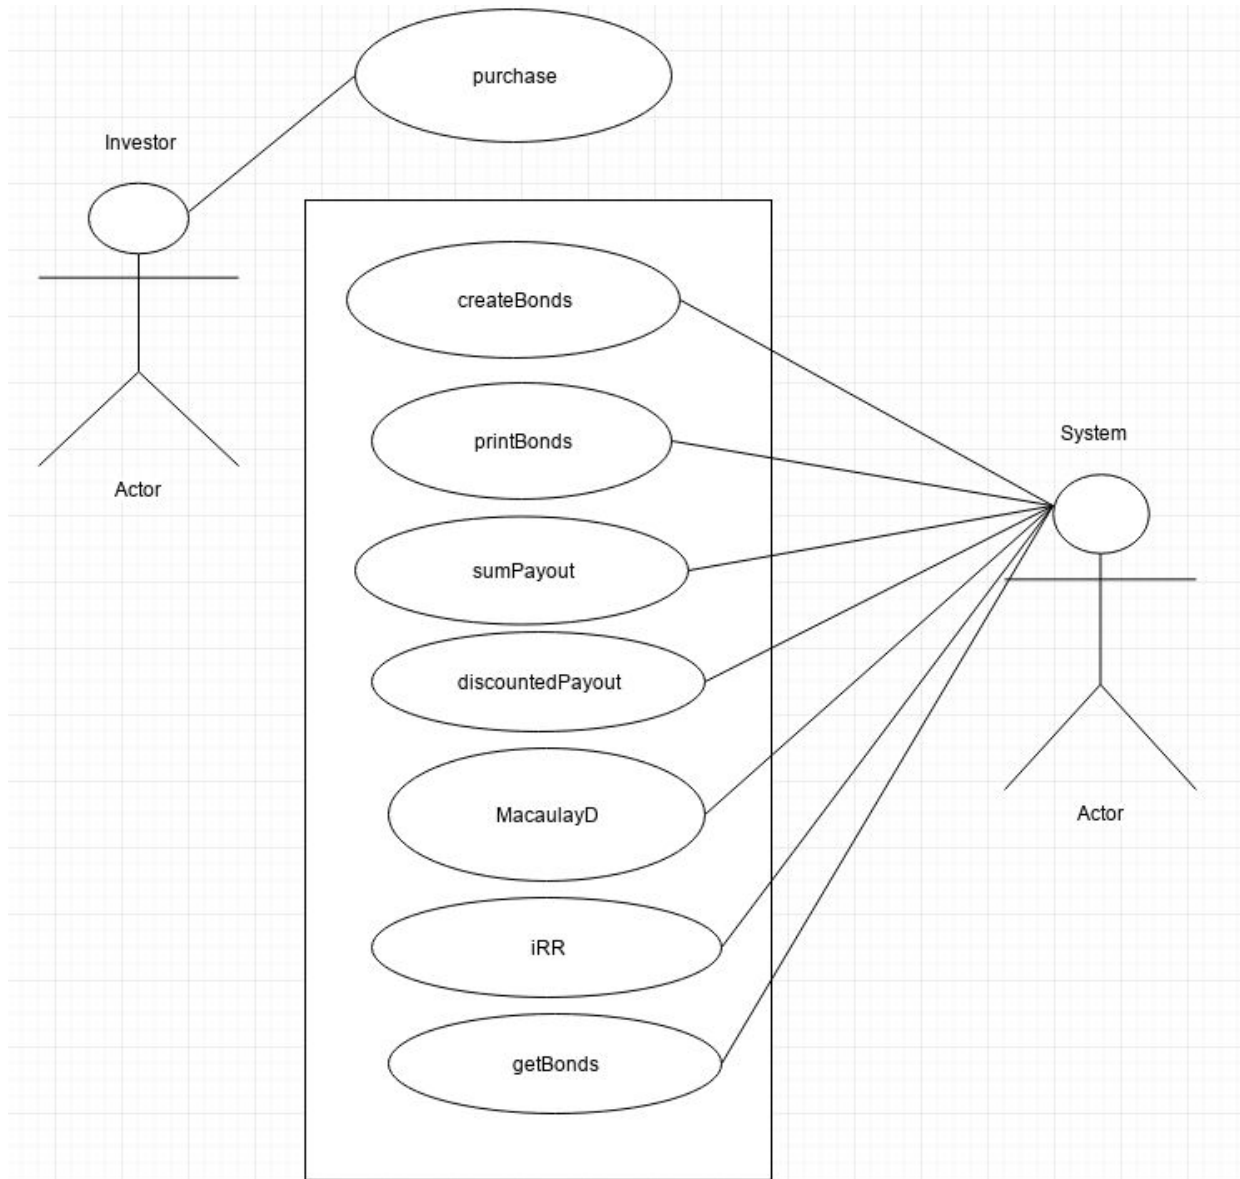 purchase
Investor
createBonds
System
printBonds
Actor
sumPayout
discountedPayout
MacaulayD
Actor
iRR
getBonds